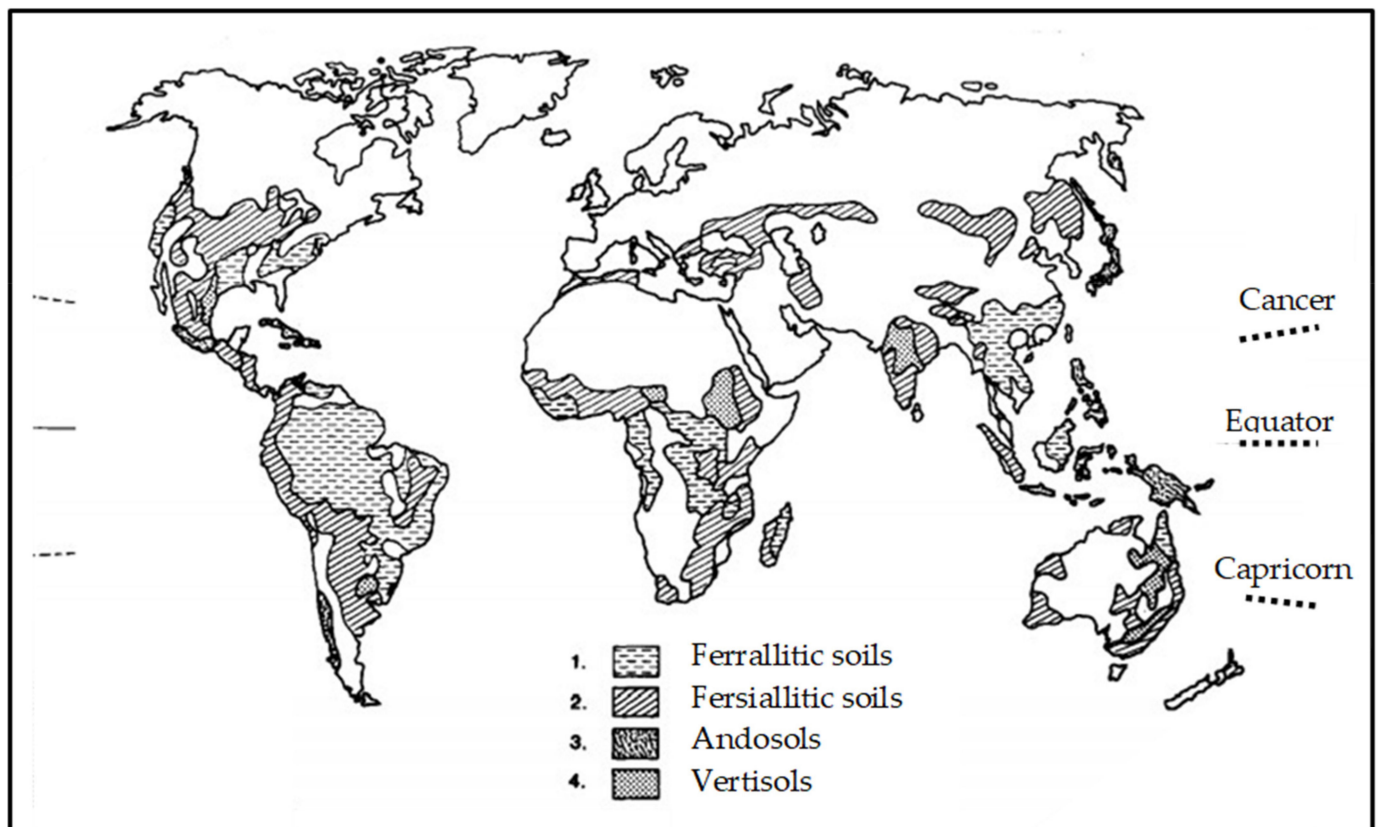 Cancer
Equator
Capricorn
1. Ferrallitic soils
2. Fersiallitic soils
3. Andosols
4. Vertisols